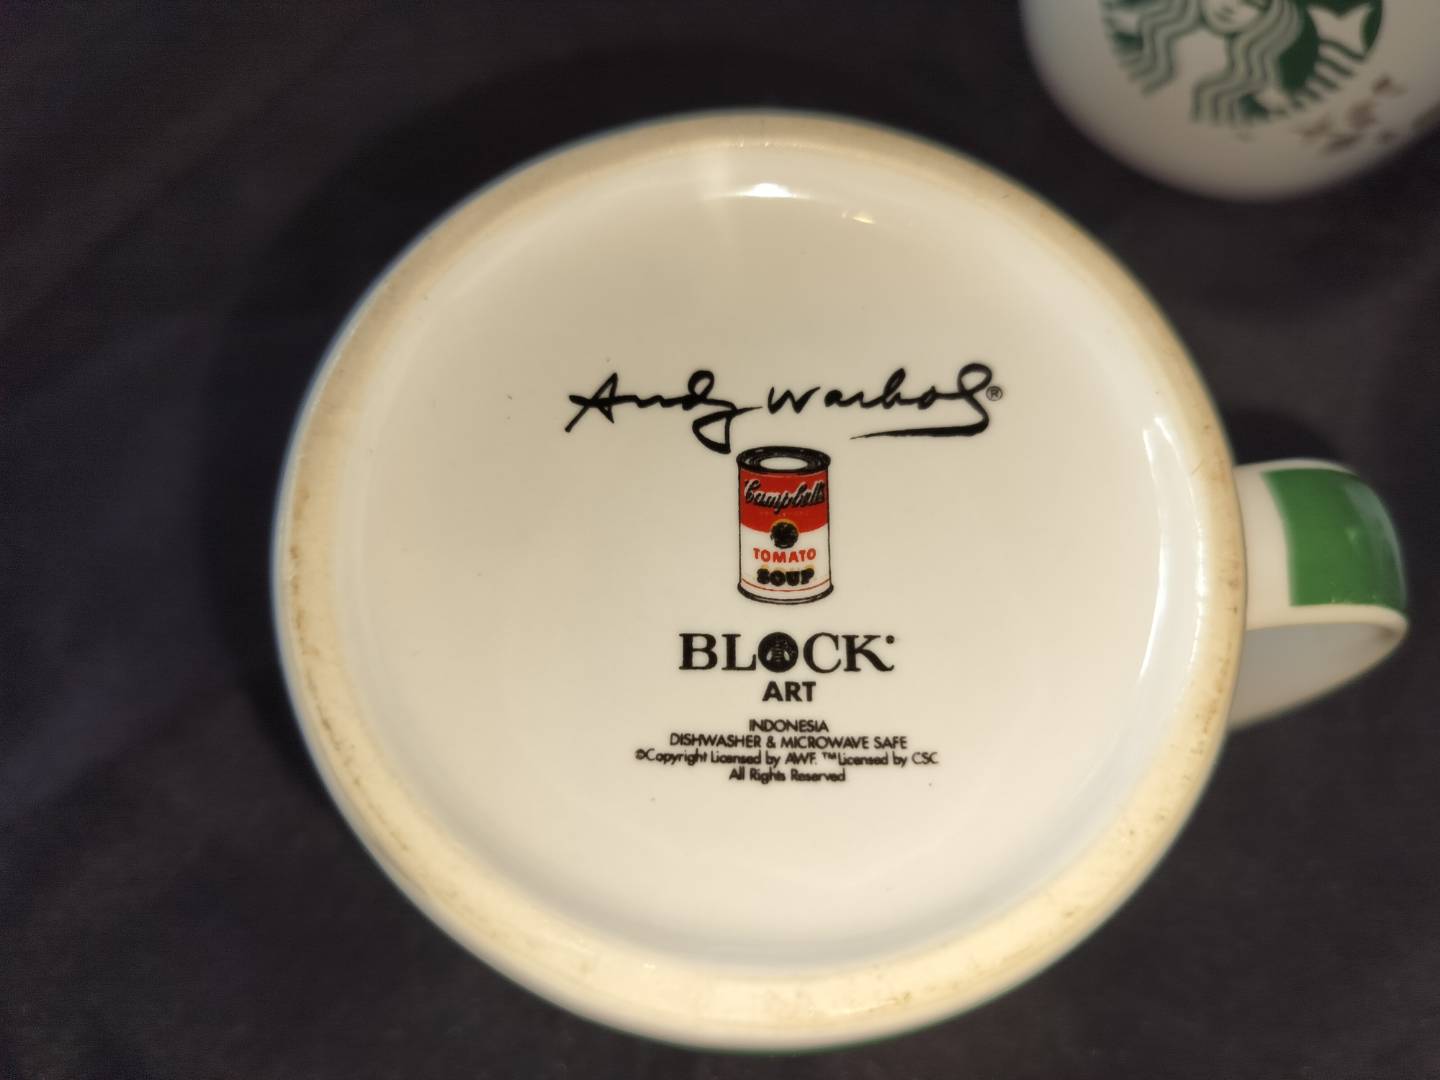 Andy Warhol®
Campbell's
TOMATO
SOUP
BLOCK
ART
INDONESIA
DISHWASHER & MICROWAVE SAFE
©Copyright Licensed by AWF. ™Licensed by CSC
All Rights Reserved